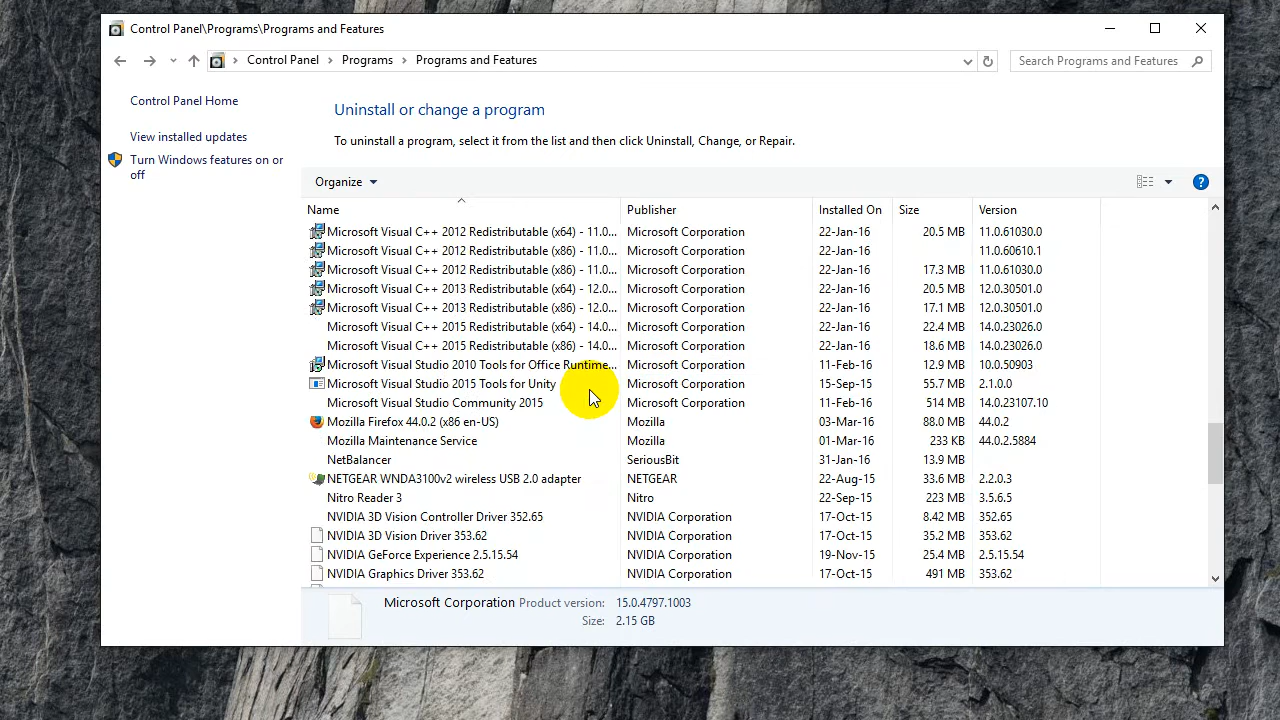 Control Panel\Programs\Programs and Features
Control Panel Programs Programs and Features Search Programs and Features
Control Panel Home
View installed updates
Turn Windows features on or
off
Uninstall or change a program
To uninstall a program, select it from the list and then click Uninstall, Change, or Repair.
Organize
Name Publisher Installed On Size Version
Microsoft Visual C++ 2012 Redistributable (x64) - 11.0... Microsoft Corporation 22-Jan-16 20.5 MB 11.0.61030.0
Microsoft Visual C++ 2012 Redistributable (x86) - 11.0... Microsoft Corporation 22-Jan-16 11.0.60610.1
Microsoft Visual C++ 2012 Redistributable (x86) - 11.0... Microsoft Corporation 22-Jan-16 17.3 MB 11.0.61030.0
Microsoft Visual C++ 2013 Redistributable (x64) - 12.0... Microsoft Corporation 22-Jan-16 20.5 MB 12.0.30501.0
Microsoft Visual C++ 2013 Redistributable (x86) - 12.0... Microsoft Corporation 22-Jan-16 17.1 MB 12.0.30501.0
Microsoft Visual C++ 2015 Redistributable (x64) - 14.0... Microsoft Corporation 22-Jan-16 22.4 MB 14.0.23026.0
Microsoft Visual C++ 2015 Redistributable (x86) - 14.0... Microsoft Corporation 22-Jan-16 18.6 MB 14.0.23026.0
Microsoft Visual Studio 2010 Tools for Office Runtime... Microsoft Corporation 11-Feb-16 12.9 MB 10.0.50903
Microsoft Visual Studio 2015 Tools for Unity Microsoft Corporation 15-Sep-15 55.7 MB 2.1.0.0
Microsoft Visual Studio Community 2015 Microsoft Corporation 11-Feb-16 514 MB 14.0.23107.10
Mozilla Firefox 44.0.2 (x86 en-US) Mozilla 03-Mar-16 88.0 MB 44.0.2
Mozilla Maintenance Service Mozilla 01-Mar-16 233 KB 44.0.2.5884
NetBalancer SeriousBit 31-Jan-16 13.9 MB
NETGEAR WNDA3100v2 wireless USB 2.0 adapter NETGEAR 22-Aug-15 33.6 MB 2.2.0.3
Nitro Reader 3 Nitro 22-Sep-15 223 MB 3.5.6.5
NVIDIA 3D Vision Controller Driver 352.65 NVIDIA Corporation 17-Oct-15 8.42 MB 352.65
NVIDIA 3D Vision Driver 353.62 NVIDIA Corporation 17-Oct-15 35.2 MB 353.62
NVIDIA GeForce Experience 2.5.15.54 NVIDIA Corporation 19-Nov-15 25.4 MB 2.5.15.54
NVIDIA Graphics Driver 353.62 NVIDIA Corporation 17-Oct-15 491 MB 353.62
Microsoft Corporation Product version: 15.0.4797.1003
Size: 2.15 GB